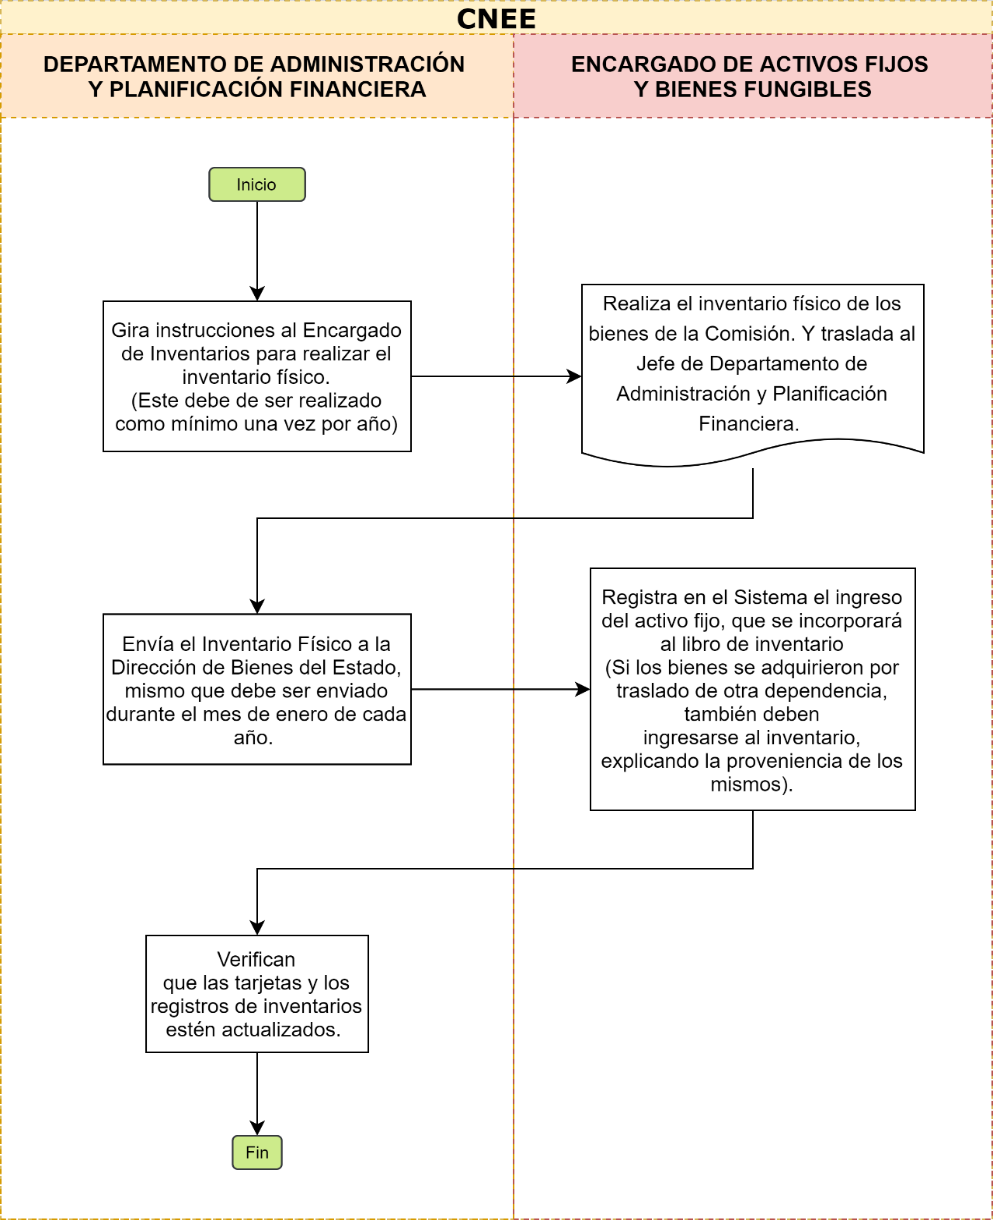 CNEE
DEPARTAMENTO DE ADMINISTRACIÓN
Y PLANIFICACIÓN FINANCIERA
ENCARGADO DE ACTIVOS FIJOS
Y BIENES FUNGIBLES
Inicio
Gira instrucciones al Encargado
de Inventarios para realizar el
inventario físico.
(Este debe de ser realizado
como mínimo una vez por año)
Realiza el inventario físico de los
bienes de la Comisión. Y traslada al
Jefe de Departamento de
Administración y Planificación
Financiera.
Envía el Inventario Físico a la
Dirección de Bienes del Estado,
mismo que debe ser enviado
durante el mes de enero de cada
año.
Registra en el Sistema el ingreso
del activo fijo, que se incorporará
al libro de inventario
(Si los bienes se adquirieron por
traslado de otra dependencia,
también deben
ingresarse al inventario,
explicando la proveniencia de los
mismos).
Verifican
que las tarjetas y los
registros de inventarios
estén actualizados.
Fin